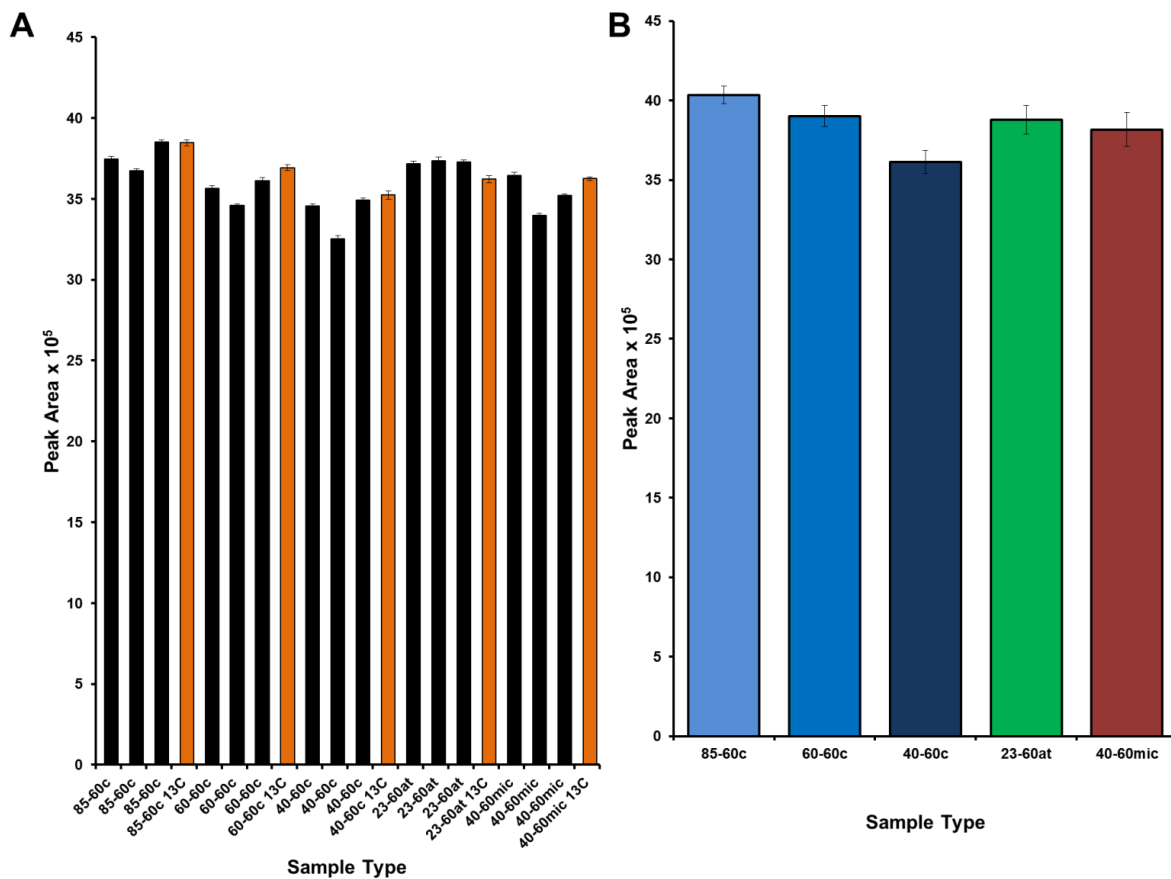 A
45
40
35
30
25
20
15
10
5
0
Peak Area x 10⁵
85-60c
85-60c
85-60c
85-60c 13C
60-60c
60-60c
60-60c
60-60c 13C
40-60c
40-60c
40-60c
40-60c 13C
23-60at
23-60at
23-60at
23-60at 13C
40-60mic
40-60mic
40-60mic
40-60mic 13C
Sample Type
B
45
40
35
30
25
20
15
10
5
0
Peak Area x 10⁵
85-60c 60-60c 40-60c 23-60at 40-60mic
Sample Type